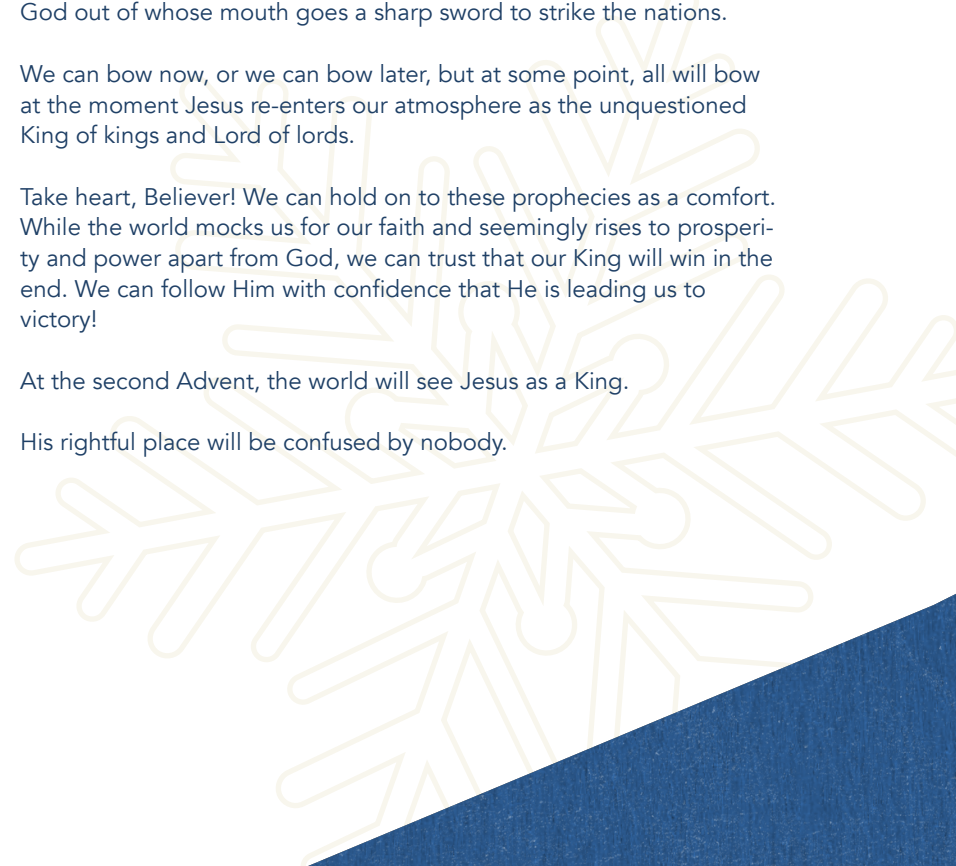 God out of whose mouth goes a sharp sword to strike the nations.
We can bow now, or we can bow later, but at some point, all will bow
at the moment Jesus re-enters our atmosphere as the unquestioned
King of kings and Lord of lords.
Take heart, Believer! We can hold on to these prophecies as a comfort.
While the world mocks us for our faith and seemingly rises to prosperi-
ty and power apart from God, we can trust that our King will win in the
end. We can follow Him with confidence that He is leading us to
victory!
At the second Advent, the world will see Jesus as a King.
His rightful place will be confused by nobody.